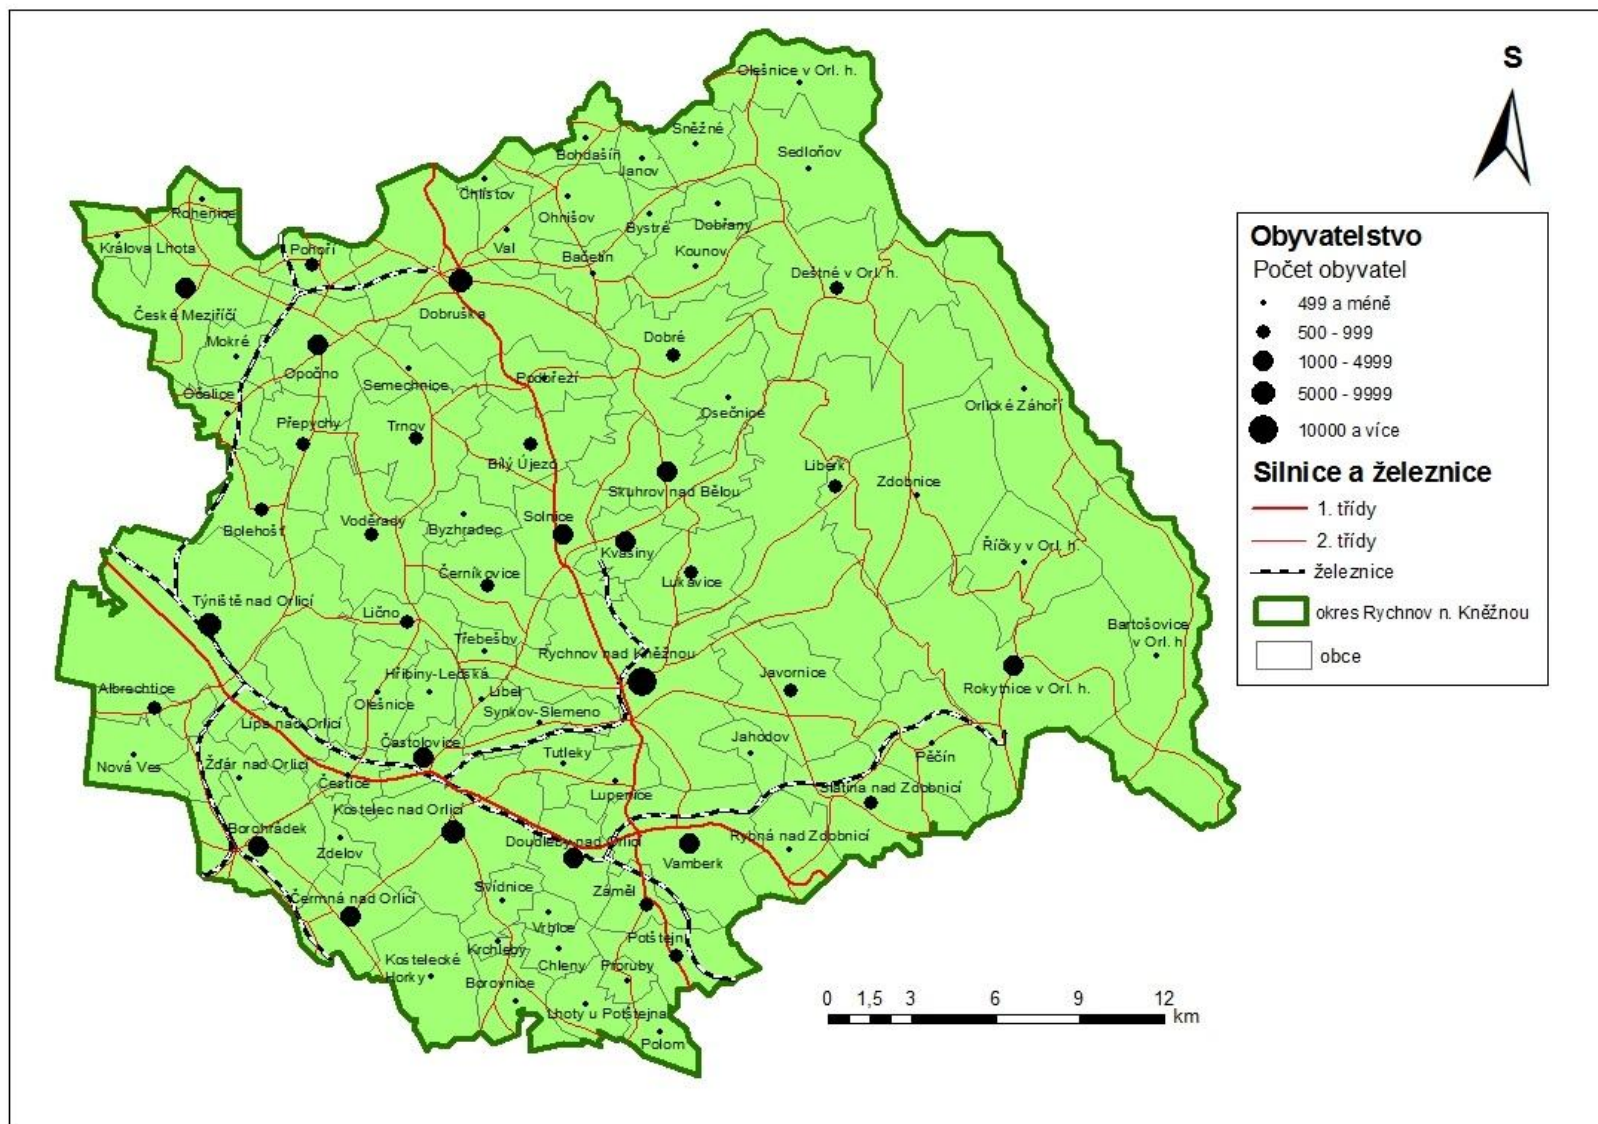 S
Olešnice v Orl. h.
Sněžné
Bohdašín
Janov
Sedloňov
Chlístov
Rohenice
Ohnišov
Bystré
Dobřany
Králova Lhota
Pohoří
Val
Bačetín
Kounov
Deštné v Orl. h.
České Meziříčí
Dobruška
Mokré
Dobré
Opočno
Semechnice
Podbřezí
Očelice
Přepychy
Trnov
Osečnice
Orlické Záhoří
Bílý Újezd
Liberk
Skuhrov nad Bělou
Zdobnice
Bolehošť
Voděrady
Byzhradec
Solnice
Kvasiny
Říčky v Orl. h.
Černíkovice
Lukavice
Týniště nad Orlicí
Lično
Třebešov
Bartošovice
v Orl. h
Rychnov nad Kněžnou
Hřibiny-Ledská
Javornice
Albrechtice
Olešnice
Libel
Rokytnice v Orl. h.
Synkov-Slemeno
Lípa nad Orlicí
Častolovice
Jahodov
Tutleky
Pěčín
Nová Ves
Žďár nad Orlicí
Čestice
Lupenice
Slatina nad Zdobnicí
Kostelec nad Orlicí
Borohrádek
Zdelov
Doudleby nad Orlicí
Rybná nad Zdobnicí
Vamberk
Svídnice
Záměl
Čermná nad Orlicí
Vrbice
Potštejn
Krchleby
Kostelecké
Horky
Chleny
Proruby
Borovnice
Lhoty u Potštejna
Polom
Obyvatelstvo
Počet obyvatel
499 a méně
500 - 999
1000 - 4999
5000 - 9999
10000 a více
Silnice a železnice
1. třídy
2. třídy
železnice
okres Rychnov n. Kněžnou
obce
0 1,5 3 6 9 12
km